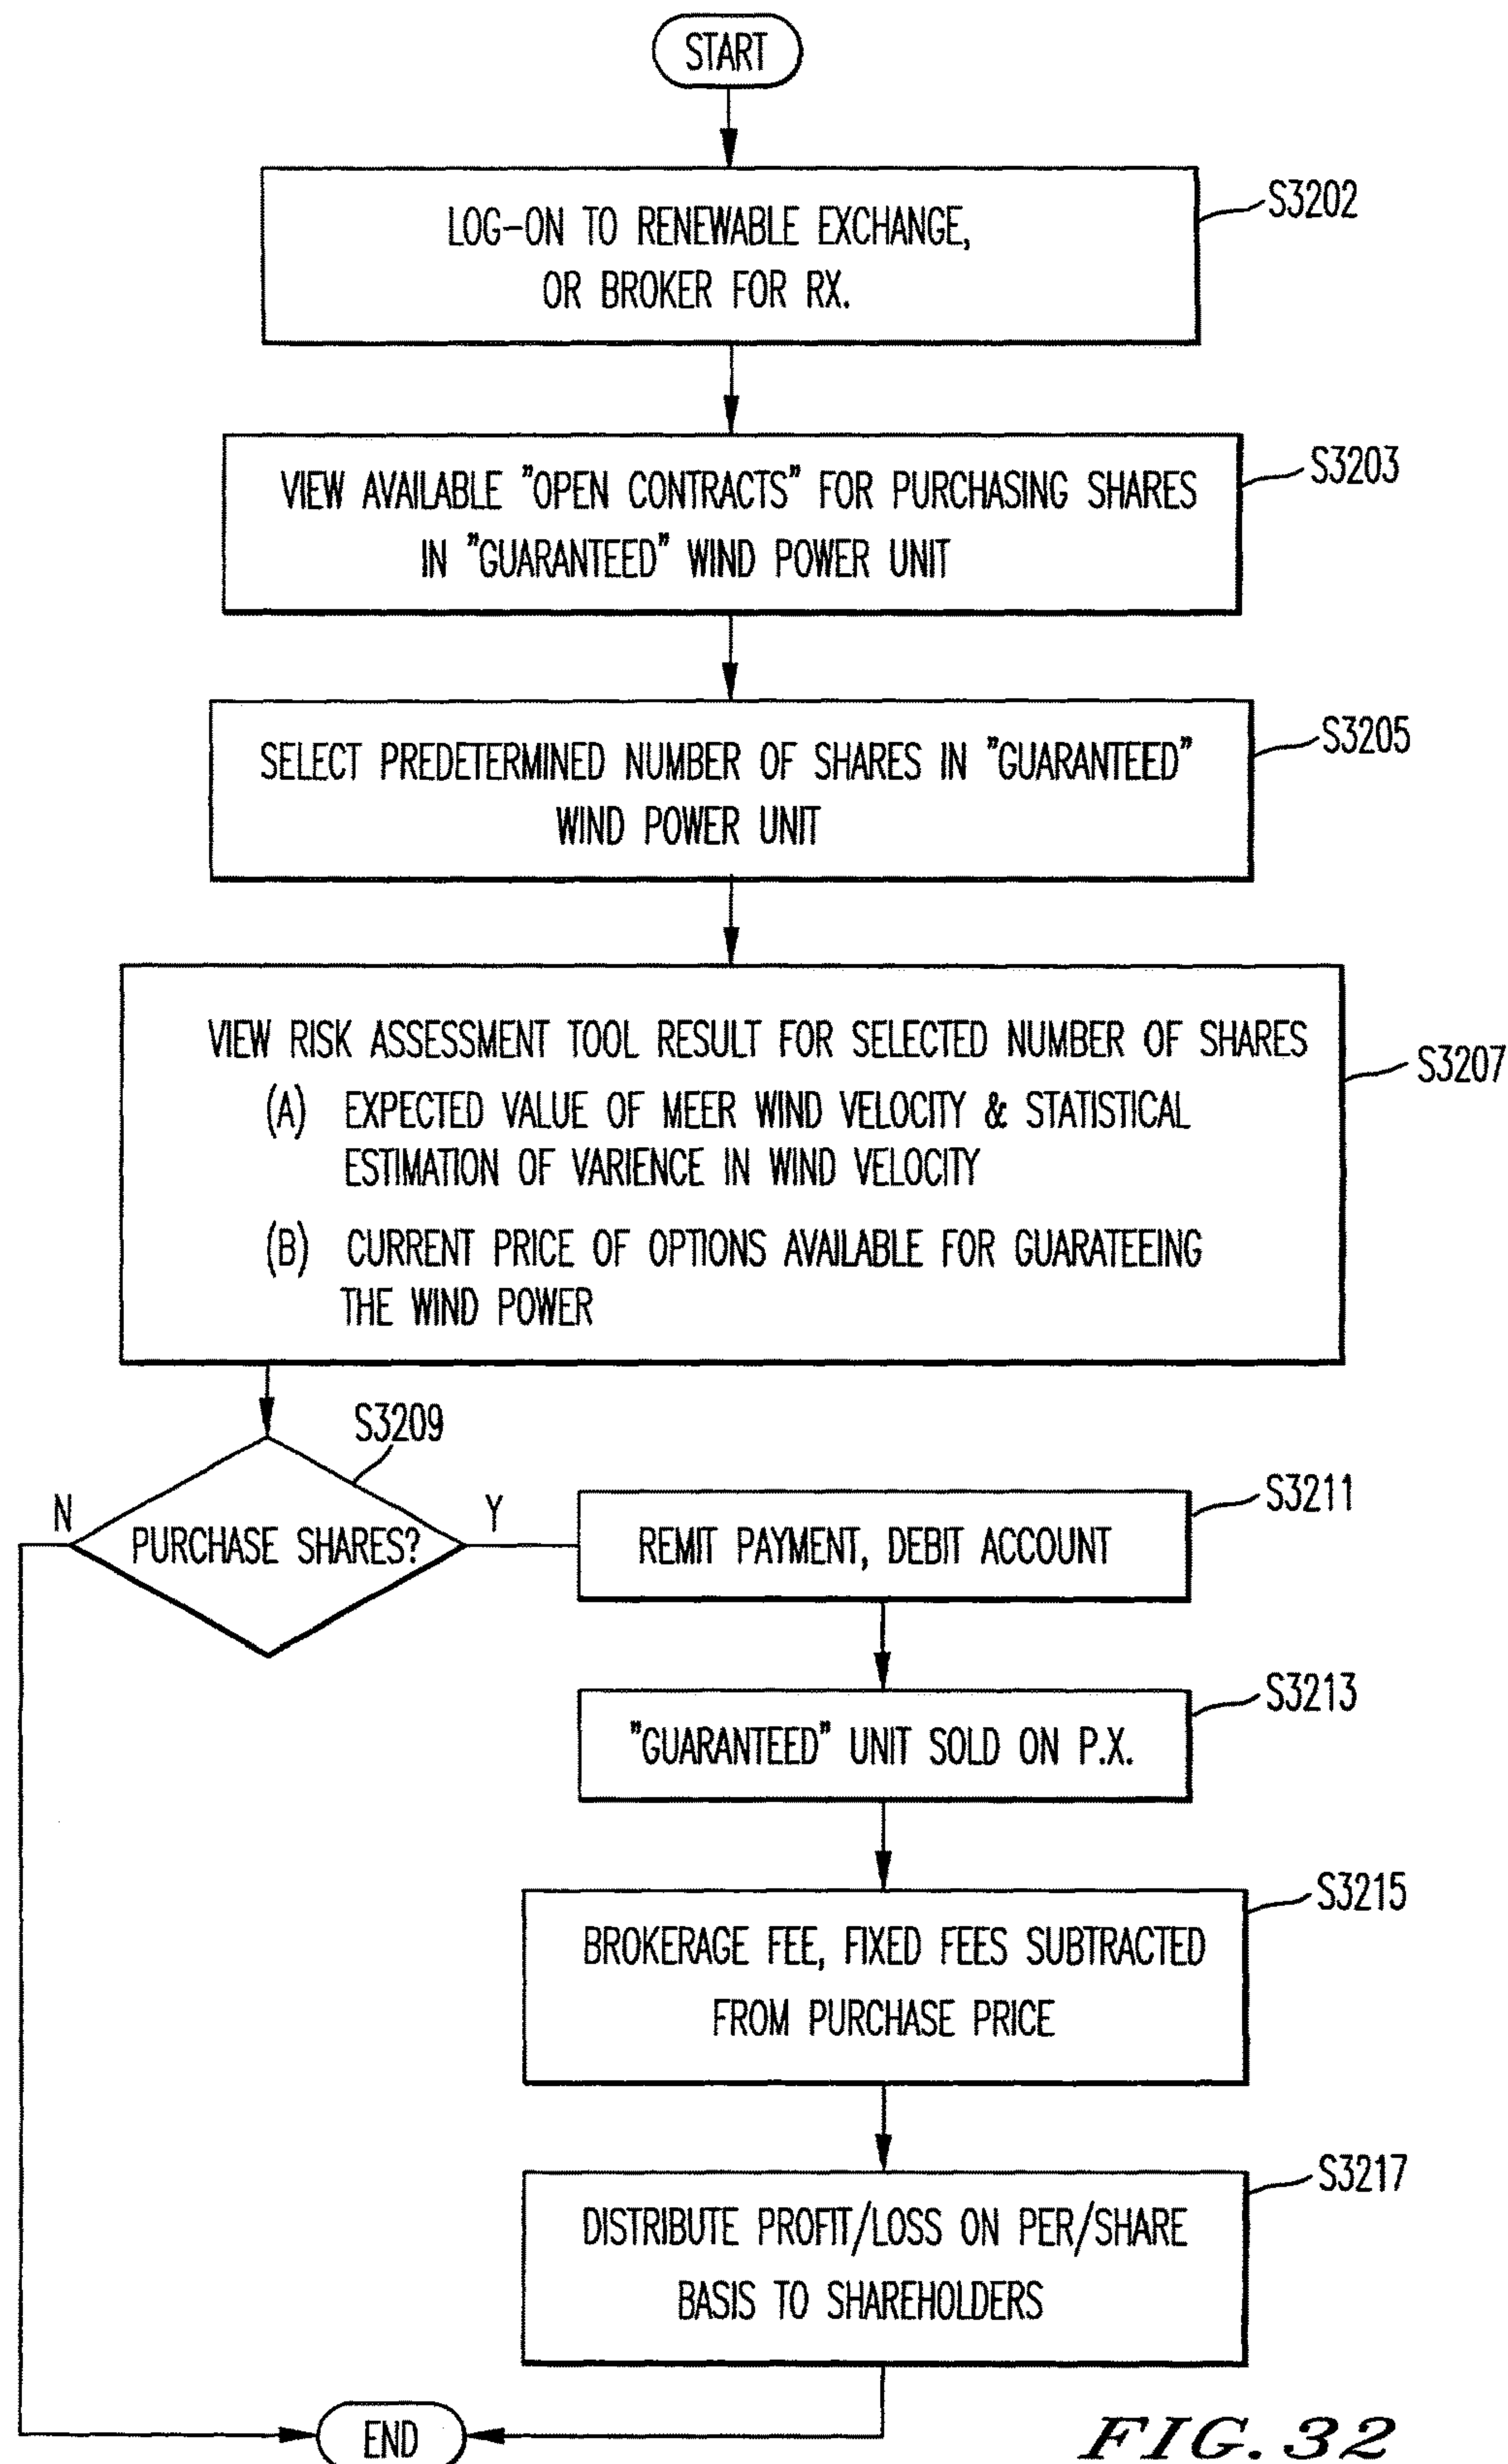 START
LOG-ON TO RENEWABLE EXCHANGE,
OR BROKER FOR RX.
S3202
VIEW AVAILABLE "OPEN CONTRACTS" FOR PURCHASING SHARES
IN "GUARANTEED" WIND POWER UNIT
S3203
SELECT PREDETERMINED NUMBER OF SHARES IN "GUARANTEED"
WIND POWER UNIT
S3205
VIEW RISK ASSESSMENT TOOL RESULT FOR SELECTED NUMBER OF SHARES
(A) EXPECTED VALUE OF MEER WIND VELOCITY & STATISTICAL
ESTIMATION OF VARIENCE IN WIND VELOCITY
(B) CURRENT PRICE OF OPTIONS AVAILABLE FOR GUARATEEING
THE WIND POWER
S3207
S3209
N
PURCHASE SHARES?
Y
REMIT PAYMENT, DEBIT ACCOUNT
S3211
"GUARANTEED" UNIT SOLD ON P.X.
S3213
BROKERAGE FEE, FIXED FEES SUBTRACTED
FROM PURCHASE PRICE
S3215
DISTRIBUTE PROFIT/LOSS ON PER/SHARE
BASIS TO SHAREHOLDERS
S3217
END
FIG. 32